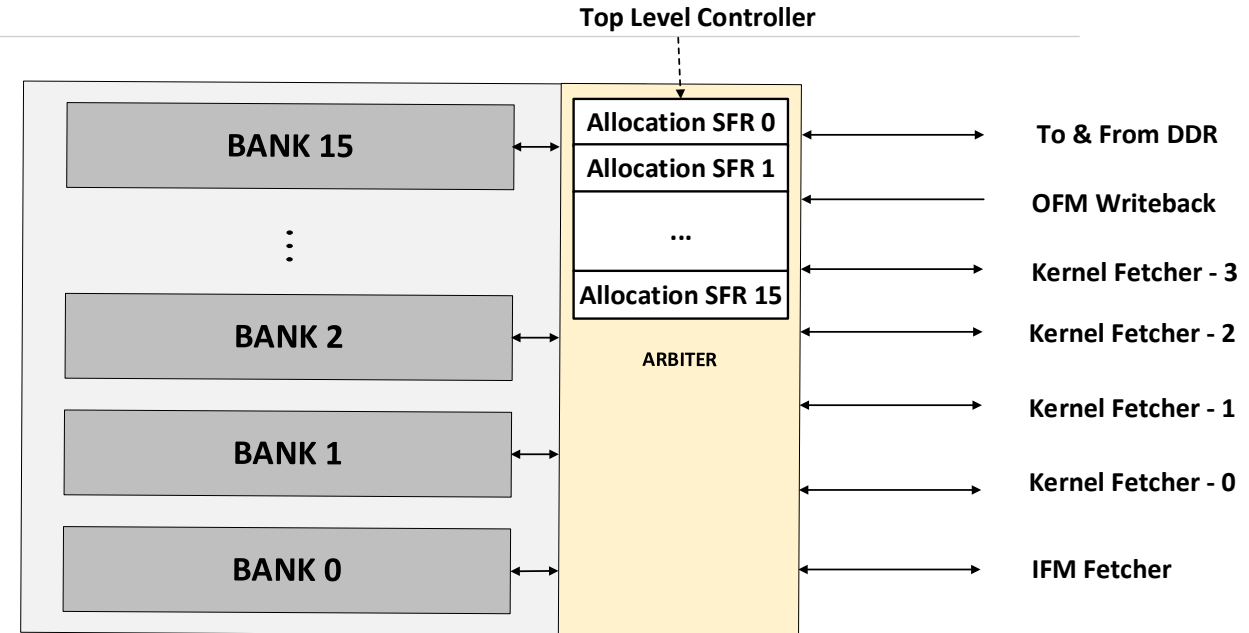 Top Level Controller
BANK 15
Allocation SFR 0
Allocation SFR 1
...
Allocation SFR 15
ARBITER
To & From DDR
OFM Writeback
Kernel Fetcher - 3
BANK 2
Kernel Fetcher - 2
BANK 1
Kernel Fetcher - 1
Kernel Fetcher - 0
BANK 0
IFM Fetcher